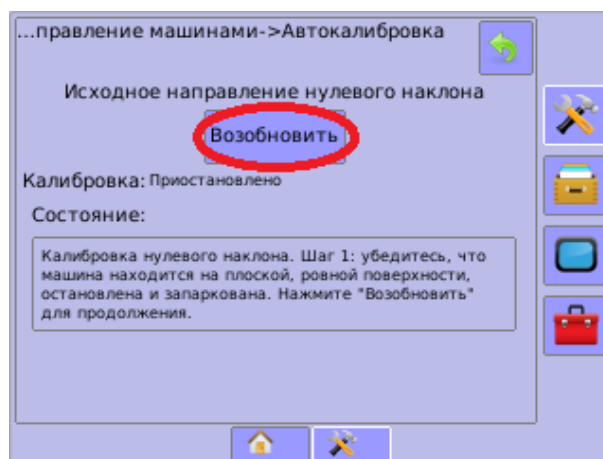 ...правление машинами->Автокалибровка
Исходное направление нулевого наклона
Возобновить
Калибровка: Приостановлено
Состояние:
Калибровка нулевого наклона. Шаг 1: убедитесь, что
машина находится на плоской, ровной поверхности,
остановлена и запаркована. Нажмите "Возобновить"
для продолжения.